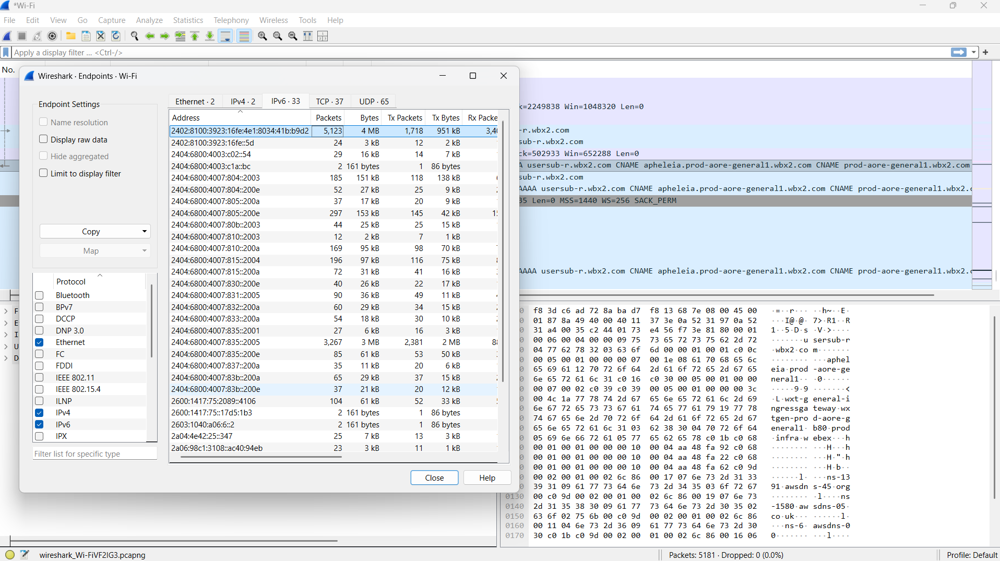 *Wi-Fi
File Edit View Go Capture Analyze Statistics Telephony Wireless Tools Help
Apply a display filter ... <Ctrl-/>
No.
Wireshark · Endpoints · Wi-Fi
Endpoint Settings
Name resolution
Display raw data
Hide aggregated
Limit to display filter
Copy
Map
Protocol
Bluetooth
BPv7
DCCP
DNP 3.0
Ethernet
FC
FDDI
IEEE 802.11
IEEE 802.15.4
ILNP
IPv4
IPv6
IPX
Filter list for specific type
Ethernet · 2 IPv4 · 2 IPv6 · 33 TCP · 37 UDP · 65
Address Packets Bytes Tx Packets Tx Bytes Rx Packe
2402:8100:3923:16fe:4e1:8034:41b:b9d2 5,123 4 MB 1,718 951 kB 3,40
2402:8100:3923:16fe::5d 24 3 kB 12 2 kB
2404:6800:4003:c02::54 29 16 kB 14 7 kB
2404:6800:4003:c1a::bc 2 161 bytes 1 86 bytes
2404:6800:4007:804::2003 185 151 kB 118 138 kB
2404:6800:4007:804::200e 52 27 kB 25 9 kB
2404:6800:4007:805::200a 37 17 kB 20 9 kB
2404:6800:4007:805::200e 297 153 kB 145 42 kB 15
2404:6800:4007:80b::2003 44 25 kB 25 15 kB
2404:6800:4007:810::2003 12 2 kB 7 1 kB
2404:6800:4007:810::200a 169 95 kB 98 70 kB
2404:6800:4007:815::2004 196 97 kB 116 75 kB
2404:6800:4007:815::200a 72 31 kB 41 16 kB
2404:6800:4007:830::200e 40 26 kB 22 17 kB
2404:6800:4007:831::2005 90 36 kB 49 11 kB
2404:6800:4007:832::200a 60 29 kB 34 15 kB
2404:6800:4007:833::200a 54 18 kB 30 10 kB
2404:6800:4007:835::2001 27 6 kB 16 3 kB
2404:6800:4007:835::2005 3,267 3 MB 2,381 2 MB 88
2404:6800:4007:835::200e 85 61 kB 53 50 kB
2404:6800:4007:837::200a 35 11 kB 20 6 kB
2404:6800:4007:83b::200a 65 29 kB 37 15 kB
2404:6800:4007:83b::200e 37 21 kB 20 12 kB
2600:1417:75:2089::4106 104 61 kB 52 33 kB
2600:1417:75::17d5:1b3 2 161 bytes 1 86 bytes
2603:1040:a06:6::2 2 161 bytes 1 86 bytes
2a04:4e42:25::347 25 7 kB 13 3 kB
2a06:98c1:3108::ac40:94eb 23 3 kB 11 1 kB
Close Help
k=2249838 Win=1048320 Len=0
-r.wbx2.com
sub-r.wbx2.com
ck=502933 Win=652288 Len=0
A usersub-r.wbx2.com CNAME apheleia.prod-aore-general1.wbx2.com CNAME prod-aore-general1.wbx2.com
sub-r.wbx2.com
AAAA usersub-r.wbx2.com CNAME apheleia.prod-aore-general1.wbx2.com CNAME prod-aore-general1.wbx2.c
35 Len=0 MSS=1440 WS=256 SACK_PERM
AAAA usersub-r.wbx2.com CNAME apheleia.prod-aore-general1.wbx2.com CNAME prod-aore-general1.wbx2.c
F
E
I
U
D
0 f8 3d c6 ad 72 8a ba d7 f8 13 68 7e 08 00 45 00 ·=··r··· ··h~··E·
0 01 87 8a 49 40 00 40 11 37 3e 0a 52 31 97 0a 52 ···I@·@· 7>·R1··R
0 31 a4 00 35 c2 44 01 73 e4 56 f7 3e 81 80 00 01 1··5·D·s ·V·>····
0 00 06 00 04 00 00 09 75 73 65 72 73 75 62 2d 72 ·······u sersub-r
0 04 77 62 78 32 03 63 6f 6d 00 00 01 00 01 c0 0c ·wbx2·co m·······
0 00 05 00 01 00 00 00 07 00 1e 08 61 70 68 65 6c ········ ···aphel
0 65 69 61 12 70 72 6f 64 2d 61 6f 72 65 2d 67 65 eia·prod -aore-ge
0 6e 65 72 61 6c 31 c0 16 c0 30 00 05 00 01 00 00 neral1·· ·0······
0 00 07 00 02 c0 39 c0 39 00 05 00 01 00 00 00 3c ·····9·9 ·······<
0 00 4c 1a 77 78 74 2d 67 65 6e 65 72 61 6c 2d 69 ·L·wxt-g eneral-i
0 6e 67 72 65 73 73 67 61 74 65 77 61 79 19 77 78 ngressga teway·wx
0 74 67 65 6e 2d 70 72 6f 64 2d 61 6f 72 65 2d 67 tgen-pro d-aore-g
0 65 6e 65 72 61 6c 31 03 62 38 30 04 70 72 6f 64 eneral1· b80·prod
0 05 69 6e 66 72 61 05 77 65 62 65 78 c0 1b c0 68 ·infra·w ebex···h
0 00 01 00 01 00 00 00 10 00 04 aa 48 fa 92 c0 68 ········ ···H···h
0 00 01 00 01 00 00 00 10 00 04 aa 48 fa 22 c0 68 ········ ···H·"·h
0 00 01 00 01 00 00 00 10 00 04 aa 48 fa 62 c0 9d ········ ···H·b··
0 00 02 00 01 00 02 6c 86 00 17 07 6e 73 2d 31 33 ······l· ···ns-13
0 39 31 09 61 77 73 64 6e 73 2d 34 35 03 6f 72 67 91·awsdn s-45·org
0130 00 c0 9d 00 02 00 01 00 02 6c 86 00 19 07 6e 73 ········ ·l····ns
0140 2d 31 35 38 30 09 61 77 73 64 6e 73 2d 30 35 02 -1580·aw sdns-05·
0150 63 6f 02 75 6b 00 c0 9d 00 02 00 01 00 02 6c 86 co·uk··· ······l·
0160 00 11 04 6e 73 2d 36 09 61 77 73 64 6e 73 2d 30 ···ns-6· awsdns-0
0170 30 c0 1b c0 9d 00 02 00 01 00 02 6c 86 00 16 06 0······· ···l····
wireshark_Wi-FiVF2IG3.pcapng Packets: 5181 · Dropped: 0 (0.0%) Profile: Default